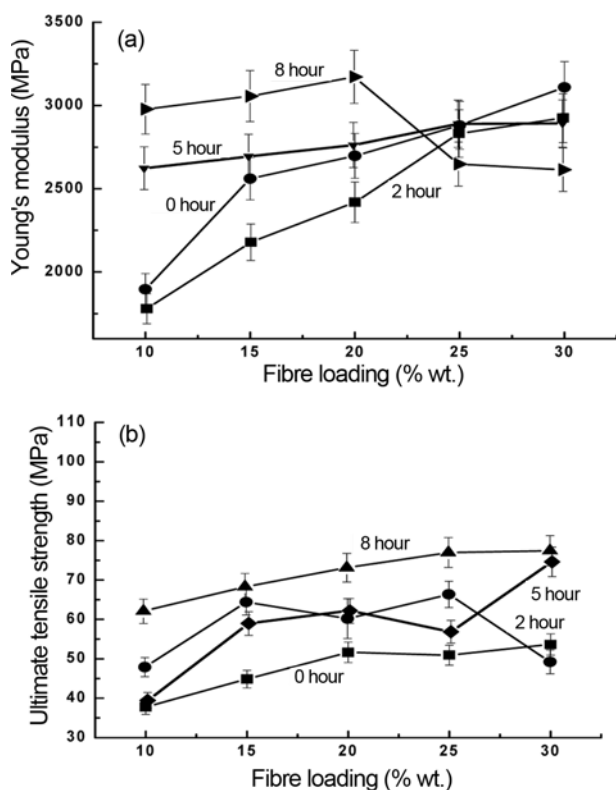 (a)
Young's modulus (MPa)
3500
3000
2500
2000
8 hour
5 hour
0 hour
2 hour
10 15 20 25 30
Fibre loading (% wt.)
(b)
Ultimate tensile strength (MPa)
110
100
90
80
70
60
50
40
30
8 hour
5 hour
2 hour
0 hour
10 15 20 25 30
Fibre loading (% wt.)